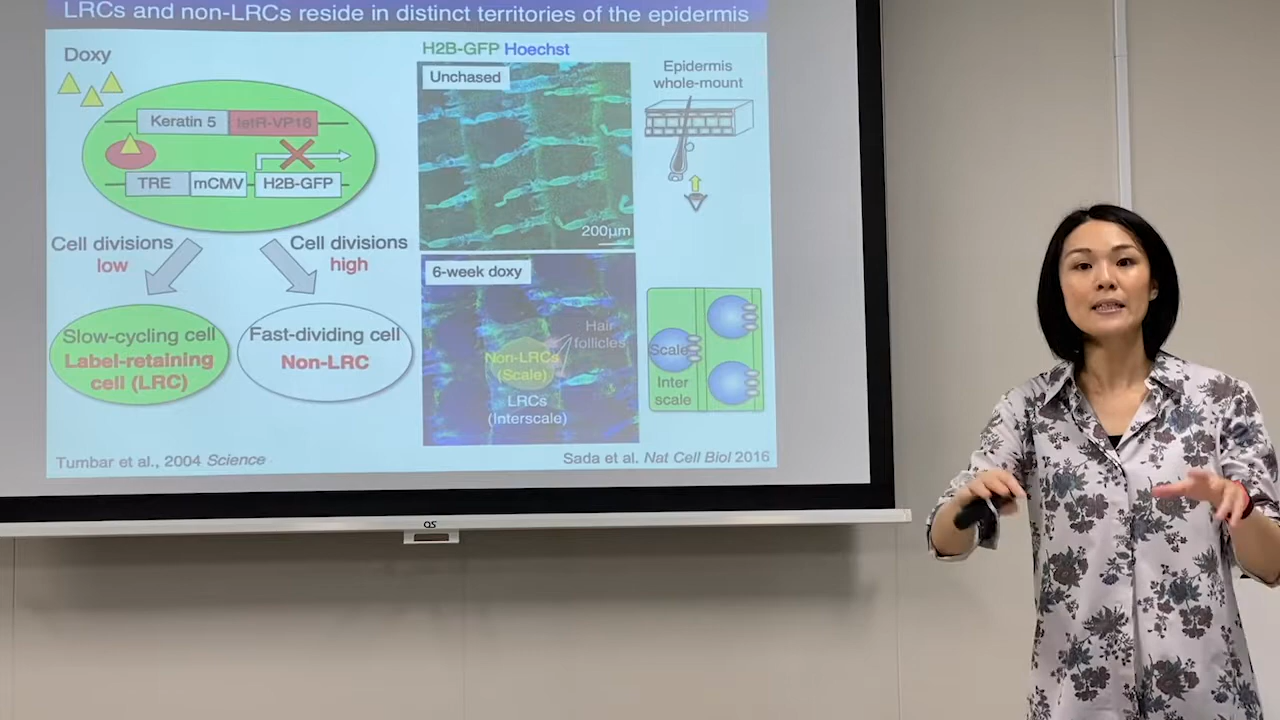 LRCs and non-LRCs reside in distinct territories of the epidermis
Doxy
Keratin 5
tetR-VP16
TRE
mCMV
H2B-GFP
Cell divisions
low
Cell divisions
high
Slow-cycling cell
Label-retaining
cell (LRC)
Fast-dividing cell
Non-LRC
Tumbar et al., 2004 Science
H2B-GFP Hoechst
Unchased
200μm
6-week doxy
Hair
follicles
Non-LRCs
(Scale)
LRCs
(Interscale)
Epidermis
whole-mount
Scale
Inter
scale
Sada et al. Nat Cell Biol 2016
OS